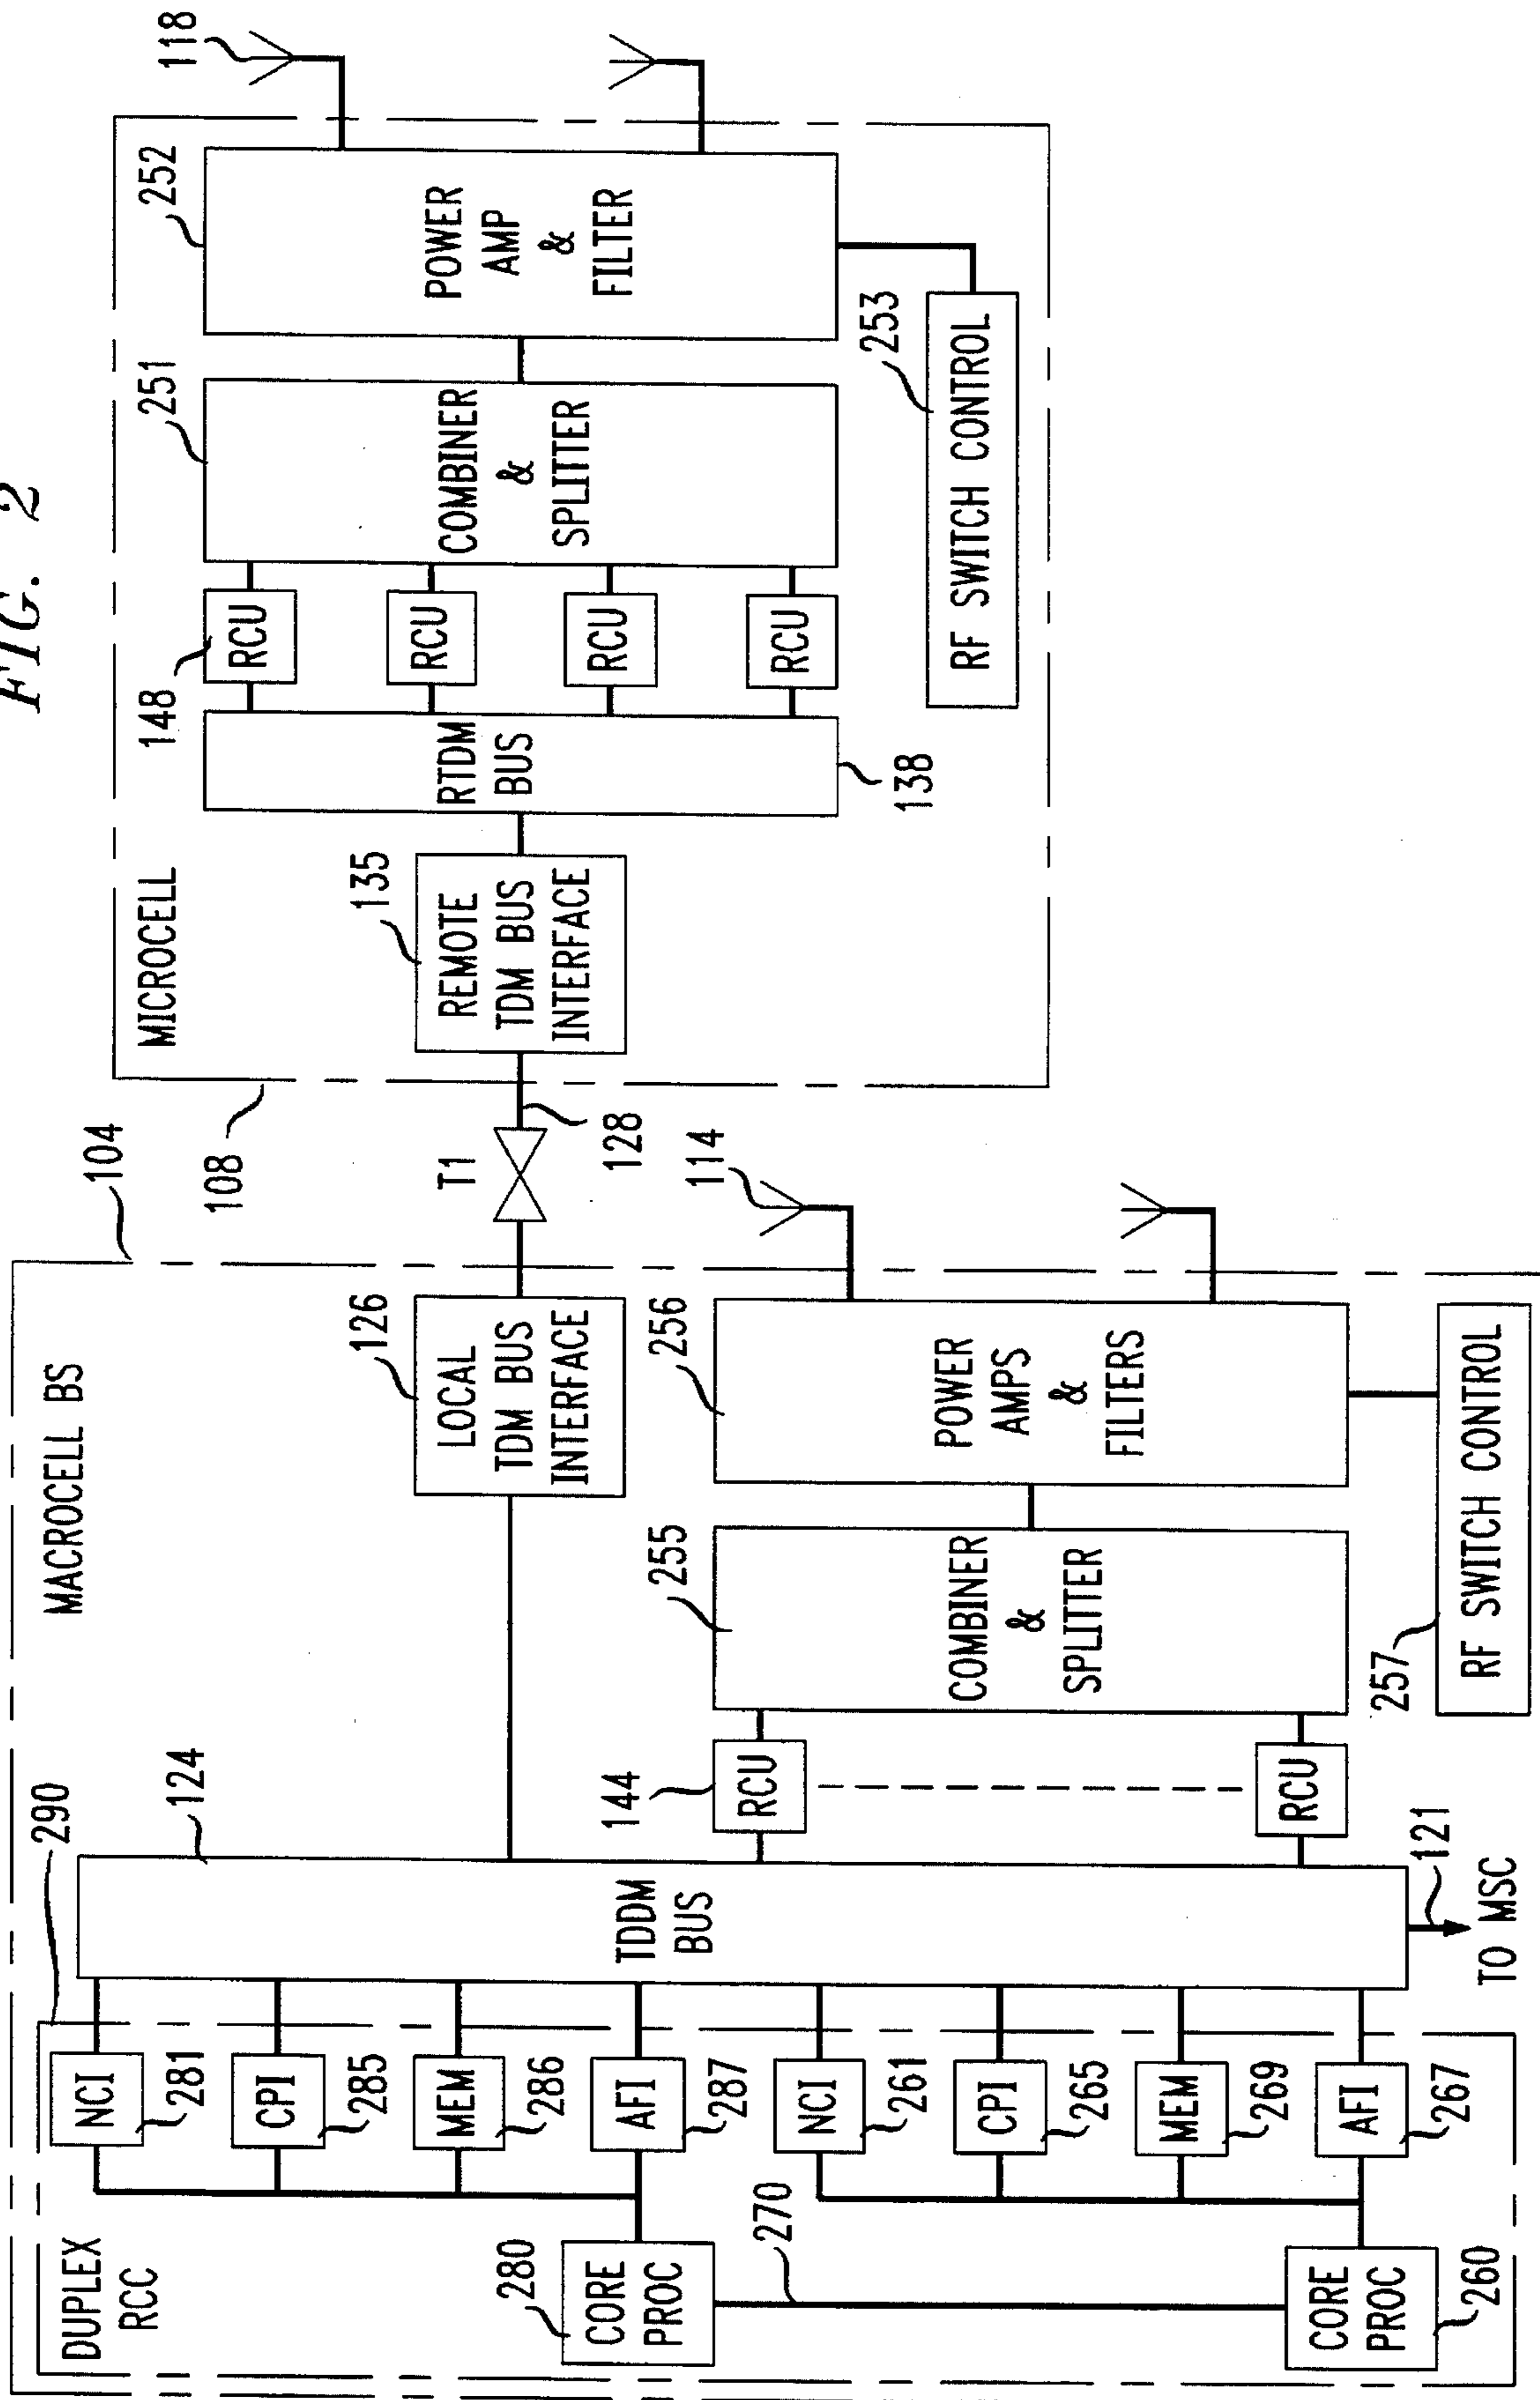 FIG. 2
MACROCELL BS
104
290
DUPLEX
RCC
NCI
281
CPI
285
MEM
286
AFI
287
NCI
261
CPI
265
MEM
269
AFI
267
280
CORE
PROC
270
CORE
PROC
260
124
TDDM
BUS
121
TO MSC
126
LOCAL
TDM BUS
INTERFACE
144
RCU
RCU
255
COMBINER
&
SPLITTER
256
POWER
AMPS
&
FILTERS
257
RF SWITCH CONTROL
114
T1
128
108
MICROCELL
135
REMOTE
TDM BUS
INTERFACE
RTDM
BUS
138
148
RCU
RCU
RCU
RCU
251
COMBINER
&
SPLITTER
252
POWER
AMP
&
FILTER
253
RF SWITCH CONTROL
118